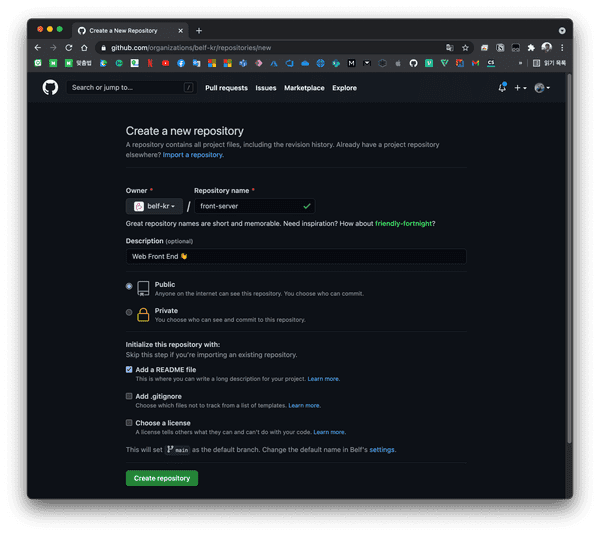 Create a New Repository
github.com/organizations/belf-kr/repositories/new
맞춤법
CS
» 읽기 목록
Search or jump to... /
Pull requests Issues Marketplace Explore
Create a new repository
A repository contains all project files, including the revision history. Already have a project repository
elsewhere? Import a repository.
Owner * Repository name *
belf-kr / front-server
Great repository names are short and memorable. Need inspiration? How about friendly-fortnight?
Description (optional)
Web Front End 👋
Public
Anyone on the internet can see this repository. You choose who can commit.
Private
You choose who can see and commit to this repository.
Initialize this repository with:
Skip this step if you're importing an existing repository.
Add a README file
This is where you can write a long description for your project. Learn more.
Add .gitignore
Choose which files not to track from a list of templates. Learn more.
Choose a license
A license tells others what they can and can't do with your code. Learn more.
This will set main as the default branch. Change the default name in Belf's settings.
Create repository